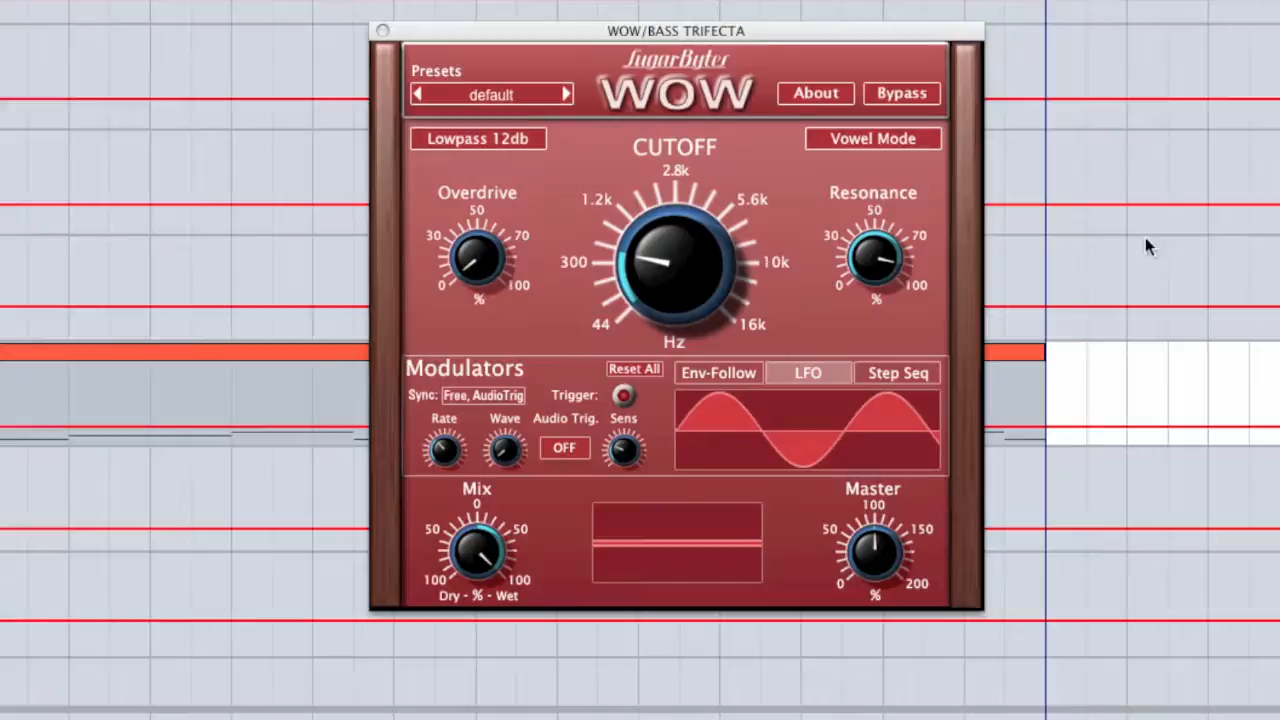 WOW/BASS TRIFECTA
SugarBytes
Presets
default
WOW
About
Bypass
Lowpass 12db
CUTOFF
Vowel Mode
2.8k
Overdrive
Resonance
1.2k
5.6k
50
50
30
70
30
70
300
10k
0
100
0
100
%
%
44
16k
Hz
Modulators
Reset All
Env-Follow
LFO
Step Seq
Sync:
Free, AudioTrig
Trigger:
Rate
Wave
Audio Trig.
Sens
OFF
Mix
Master
0
100
50
50
50
150
100
100
0
200
Dry - % - Wet
%